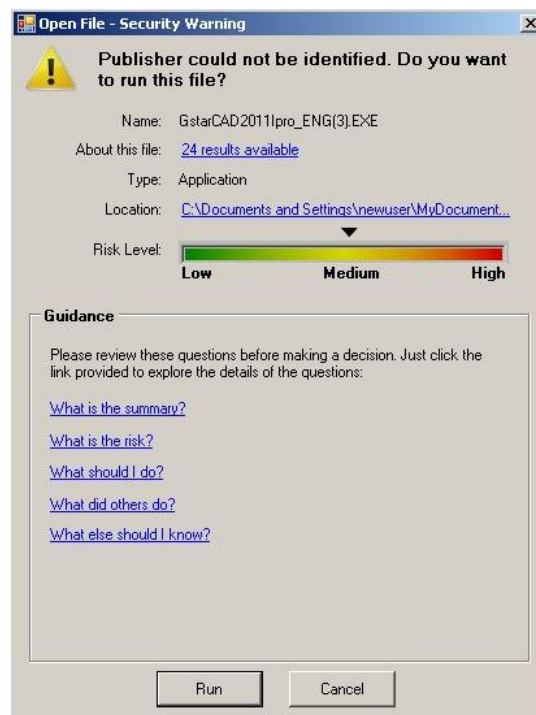 Open File - Security Warning
Publisher could not be identified. Do you want
to run this file?
Name: GstarCAD2011Ipro_ENG(3).EXE
About this file: 24 results available
Type: Application
Location: C:\Documents and Settings\newuser\MyDocument...
Risk Level:
Low Medium High
Guidance
Please review these questions before making a decision. Just click the
link provided to explore the details of the questions:
What is the summary?
What is the risk?
What should I do?
What did others do?
What else should I know?
Run Cancel